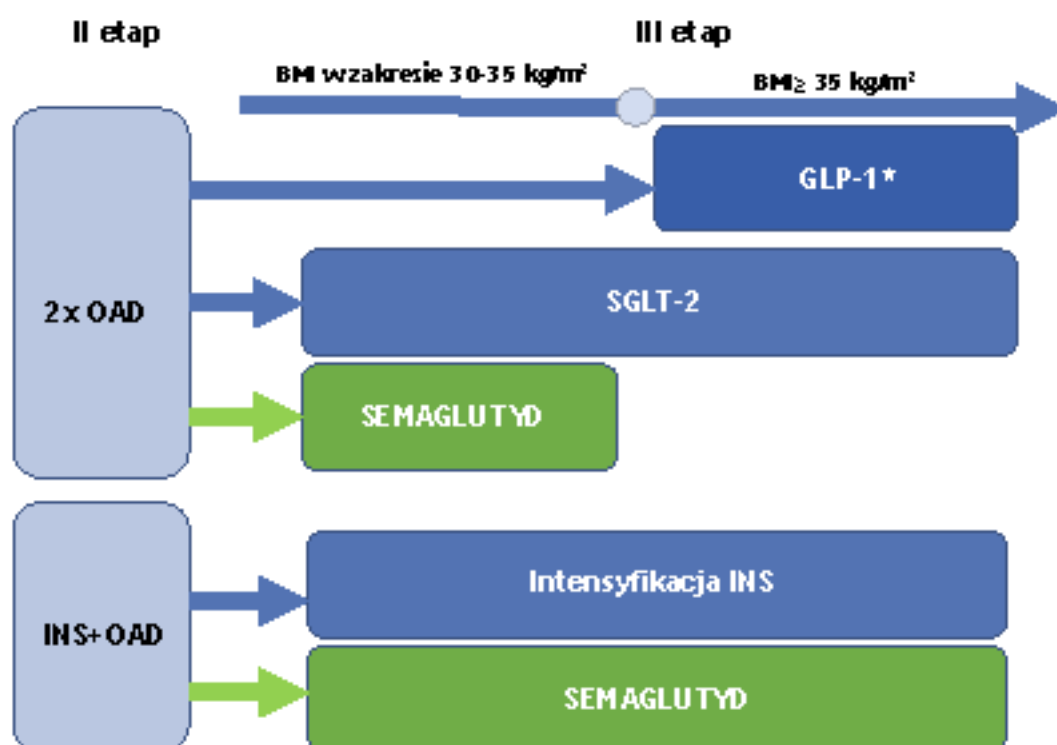 II etap
III etap
BMI w zakresie 30-35 kg/m²
BMI ≥ 35 kg/m²
GLP-1*
2 x OAD
SGLT-2
SEMAGLUTYD
INS+OAD
Intensyfikacja INS
SEMAGLUTYD